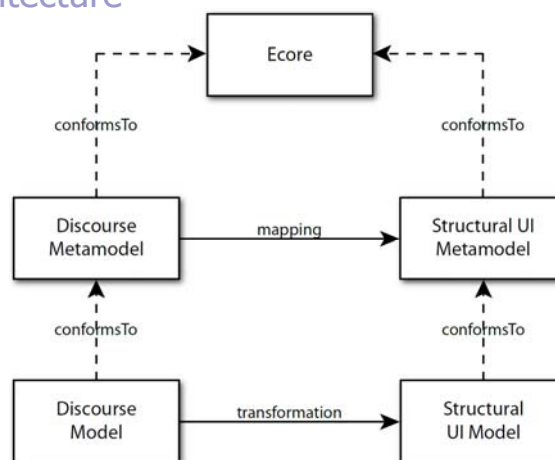 itecture
Ecore
conformsTo
conformsTo
Discourse
Metamodel
mapping
Structural UI
Metamodel
conformsTo
conformsTo
Discourse
Model
transformation
Structural
UI Model